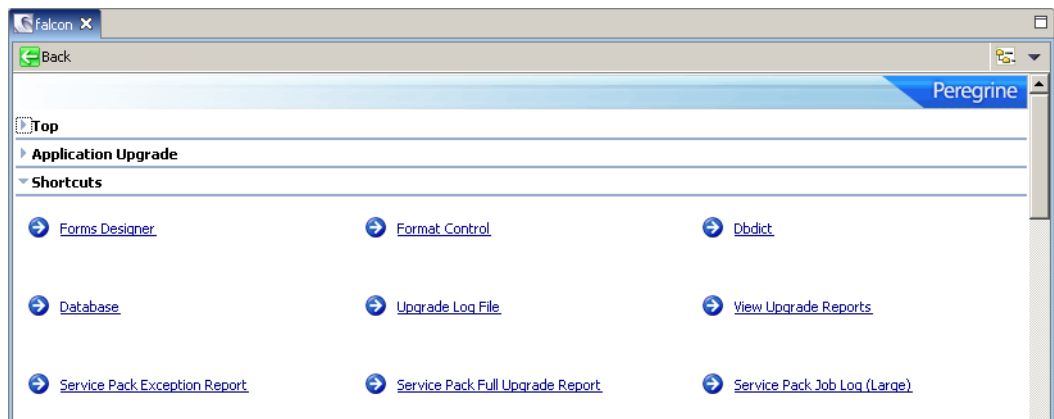 falcon
Back
Peregrine
Top
Application Upgrade
Shortcuts
Forms Designer
Format Control
Dbdict
Database
Upgrade Log File
View Upgrade Reports
Service Pack Exception Report
Service Pack Full Upgrade Report
Service Pack Job Log (Large)